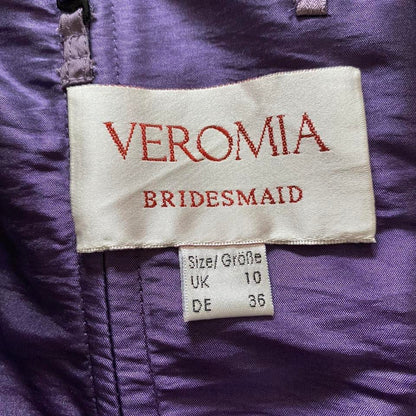 VEROMIA
BRIDESMAID
Size/Größe
UK 10
DE 36